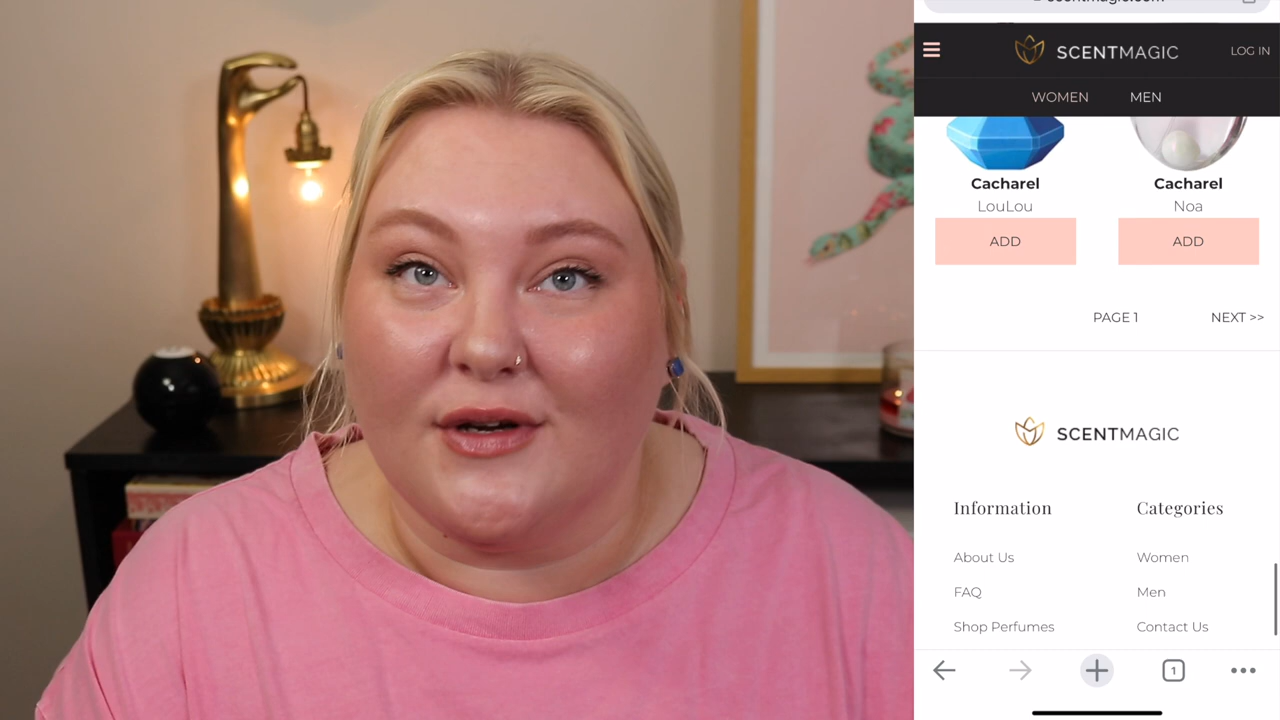 SCENTMAGIC
LOG IN
WOMEN MEN
Cacharel Cacharel
LouLou Noa
ADD ADD
PAGE 1 NEXT >>
SCENTMAGIC
Information Categories
About Us Women
FAQ Men
Shop Perfumes Contact Us
1